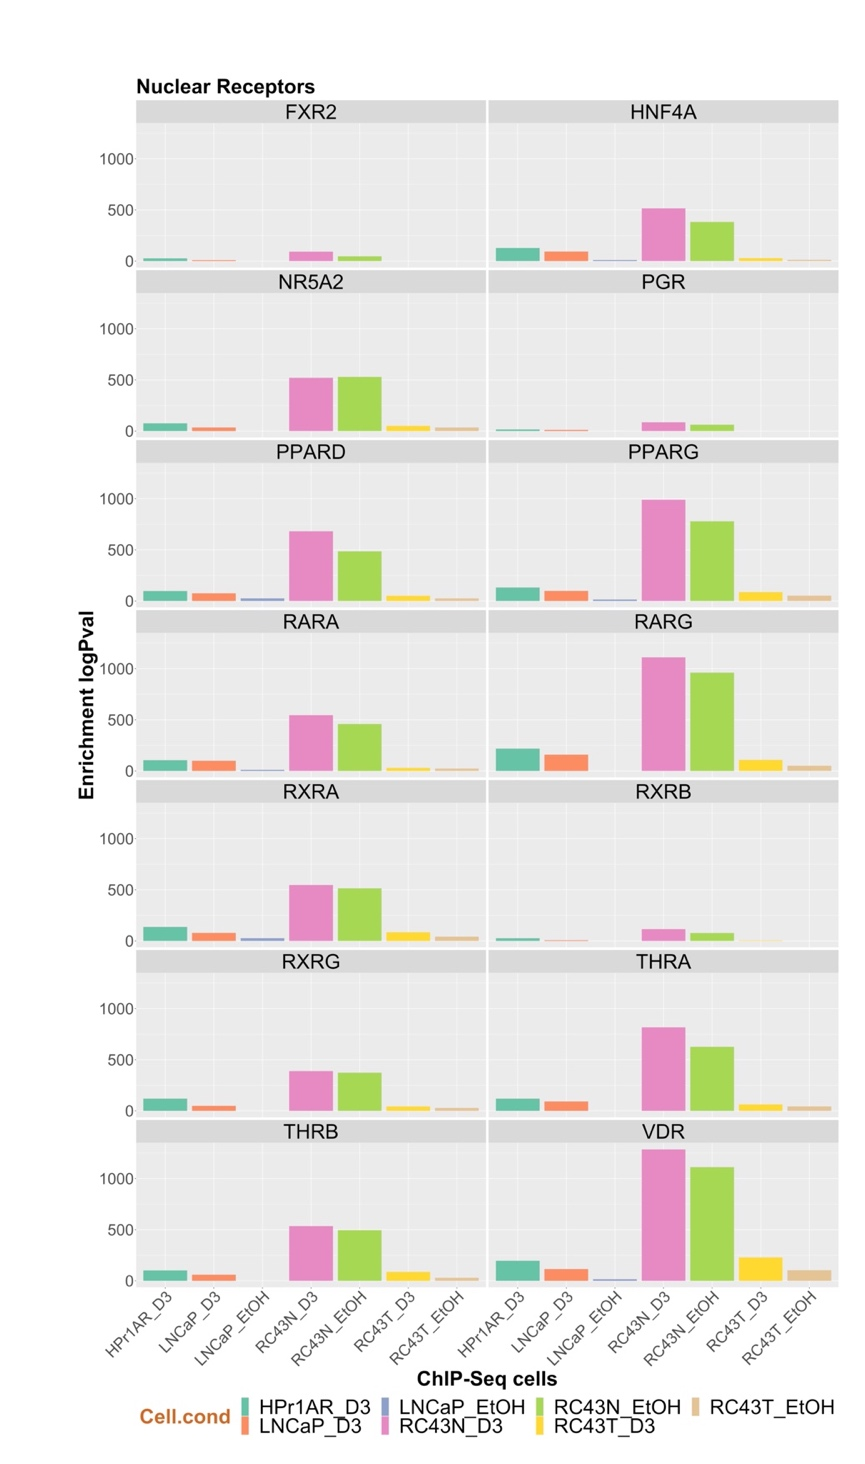 Nuclear Receptors
FXR2 HNF4A
1000
500
0
NR5A2 PGR
1000
500
0
PPARD PPARG
1000
500
0
RARA RARG
1000
500
0
RXRA RXRB
1000
500
0
RXRG THRA
1000
500
0
THRB VDR
1000
500
0
Enrichment logPval
HPr1AR_D3 LNCaP_D3 LNCaP_EtOH RC43N_D3 RC43N_EtOH RC43T_D3 RC43T_EtOH HPr1AR_D3 LNCaP_D3 LNCaP_EtOH RC43N_D3 RC43N_EtOH RC43T_D3 RC43T_EtOH
ChIP-Seq cells
Cell.cond
HPr1AR_D3 LNCaP_EtOH RC43N_EtOH RC43T_EtOH
LNCaP_D3 RC43N_D3 RC43T_D3